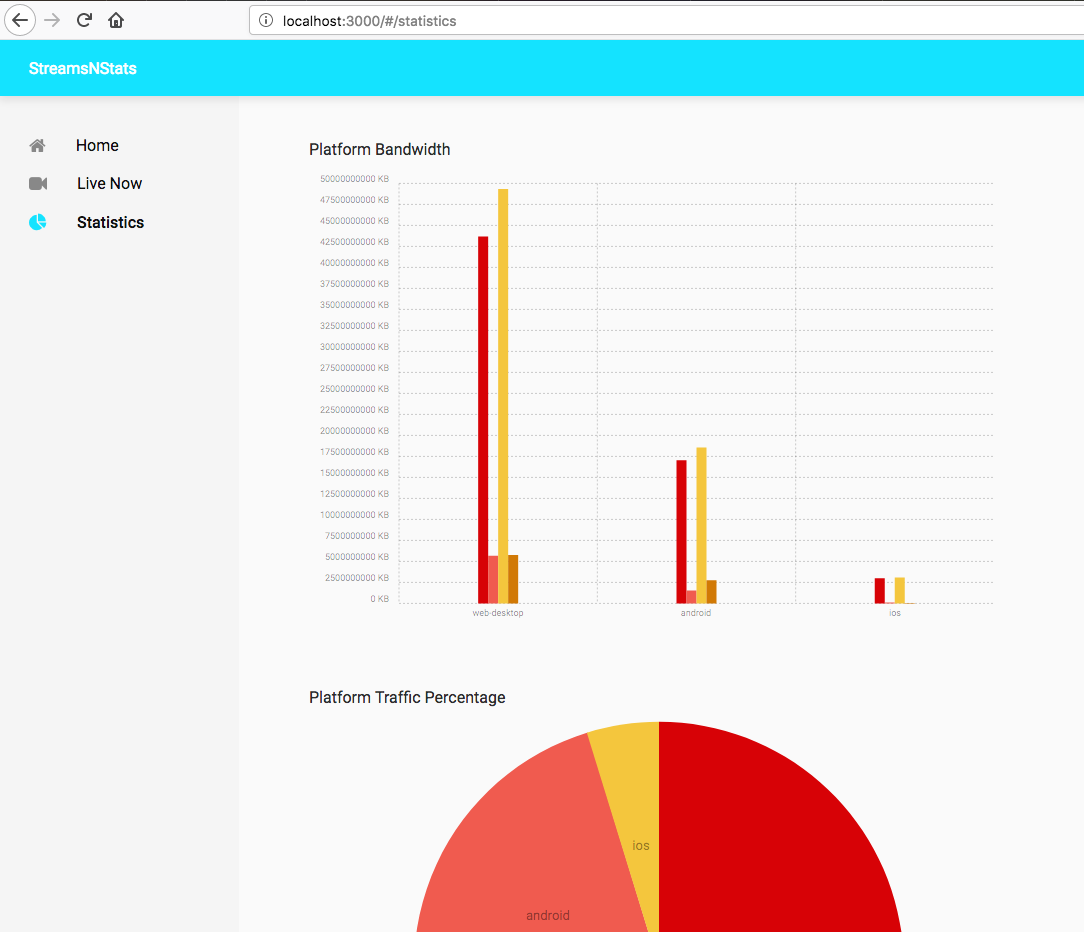 localhost:3000/#/statistics
StreamsNStats
Home
Live Now
Statistics
Platform Bandwidth
50000000000 KB
47500000000 KB
45000000000 KB
42500000000 KB
40000000000 KB
37500000000 KB
35000000000 KB
32500000000 KB
30000000000 KB
27500000000 KB
25000000000 KB
22500000000 KB
20000000000 KB
17500000000 KB
15000000000 KB
12500000000 KB
10000000000 KB
7500000000 KB
5000000000 KB
2500000000 KB
0 KB
web-desktop android ios
Platform Traffic Percentage
ios
android